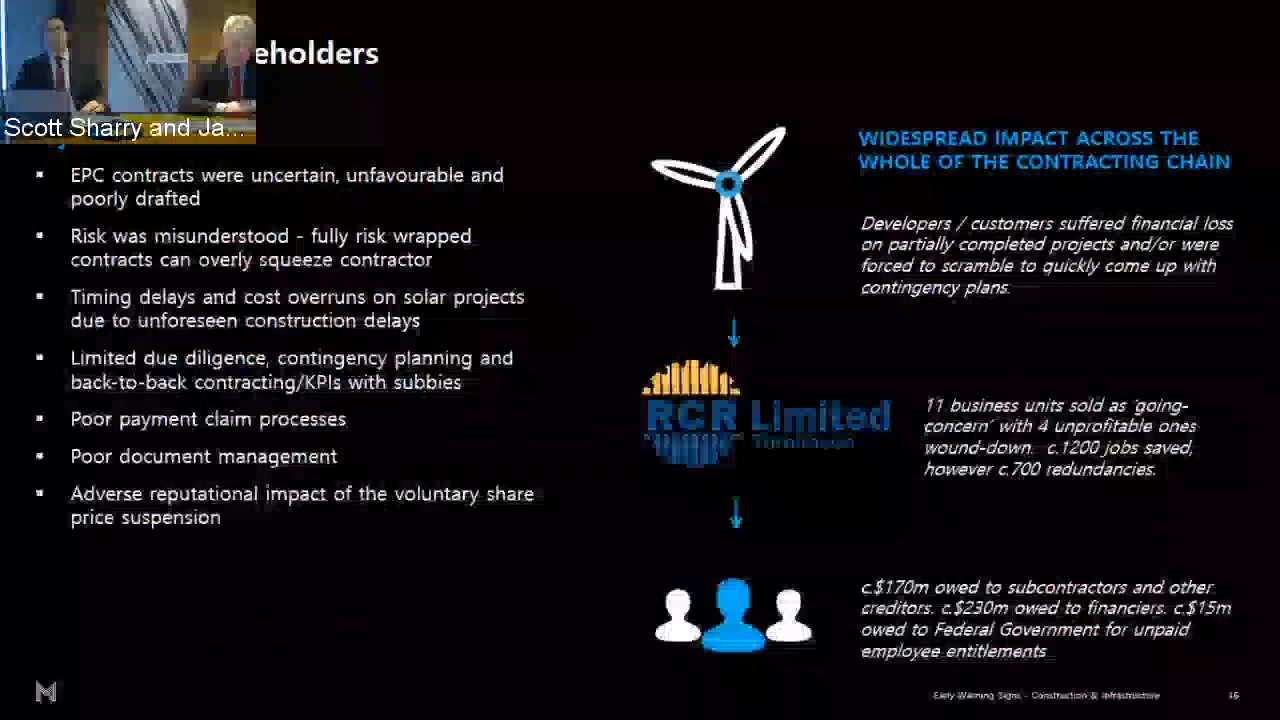 eholders
Scott Sharry and Ja...
▪ EPC contracts were uncertain, unfavourable and
poorly drafted
▪ Risk was misunderstood - fully risk wrapped
contracts can overly squeeze contractor
▪ Timing delays and cost overruns on solar projects
due to unforeseen construction delays
▪ Limited due diligence, contingency planning and
back-to-back contracting/KPIs with subbies
▪ Poor payment claim processes
▪ Poor document management
▪ Adverse reputational impact of the voluntary share
price suspension
WIDESPREAD IMPACT ACROSS THE
WHOLE OF THE CONTRACTING CHAIN
Developers / customers suffered financial loss
on partially completed projects and/or were
forced to scramble to quickly come up with
contingency plans.
RCR Limited
11 business units sold as 'going-
concern' with 4 unprofitable ones
wound-down. c.1200 jobs saved,
however c.700 redundancies.
c.$170m owed to subcontractors and other
creditors. c.$230m owed to financiers. c.$15m
owed to Federal Government for unpaid
employee entitlements
Early Warning Signs - Construction & Infrastructure